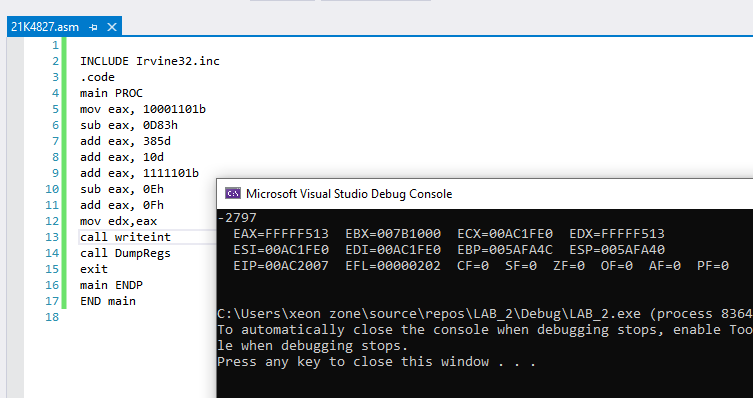 21K4827.asm
1
2 INCLUDE Irvine32.inc
3 .code
4 main PROC
5 mov eax, 10001101b
6 sub eax, 0D83h
7 add eax, 385d
8 add eax, 10d
9 add eax, 1111101b
10 sub eax, 0Eh
11 add eax, 0Fh
12 mov edx,eax
13 call writeint
14 call DumpRegs
15 exit
16 main ENDP
17 END main
18
Microsoft Visual Studio Debug Console
-2797
EAX=FFFFF513 EBX=007B1000 ECX=00AC1FE0 EDX=FFFFF513
ESI=00AC1FE0 EDI=00AC1FE0 EBP=005AFA4C ESP=005AFA40
EIP=00AC2007 EFL=00000202 CF=0 SF=0 ZF=0 OF=0 AF=0 PF=0
C:\Users\xeon zone\source\repos\LAB_2\Debug\LAB_2.exe (process 8364
To automatically close the console when debugging stops, enable Too
le when debugging stops.
Press any key to close this window . . .